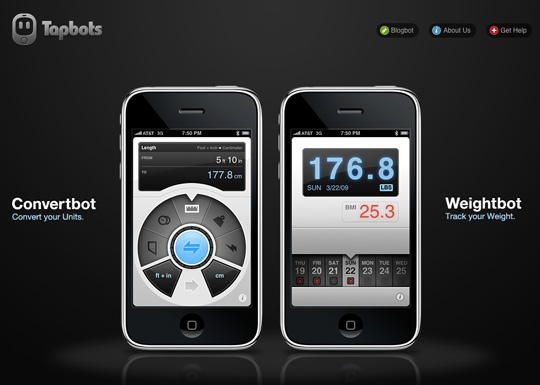 Tapbots
Blogbot
About Us
Get Help
Convertbot
Convert your Units.
AT&T 3G
7:50 PM
Length
Foot + Inch ● Centimeter
FROM
5 ft 10 in
TO
177.8 cm
ft + in
cm
AT&T 3G
7:50 PM
176.8
SUN 3/22/09
LBS
BMI 25.3
THU FRI SAT SUN MON TUE WED
19 20 21 22 23 24 25
Weightbot
Track your Weight.